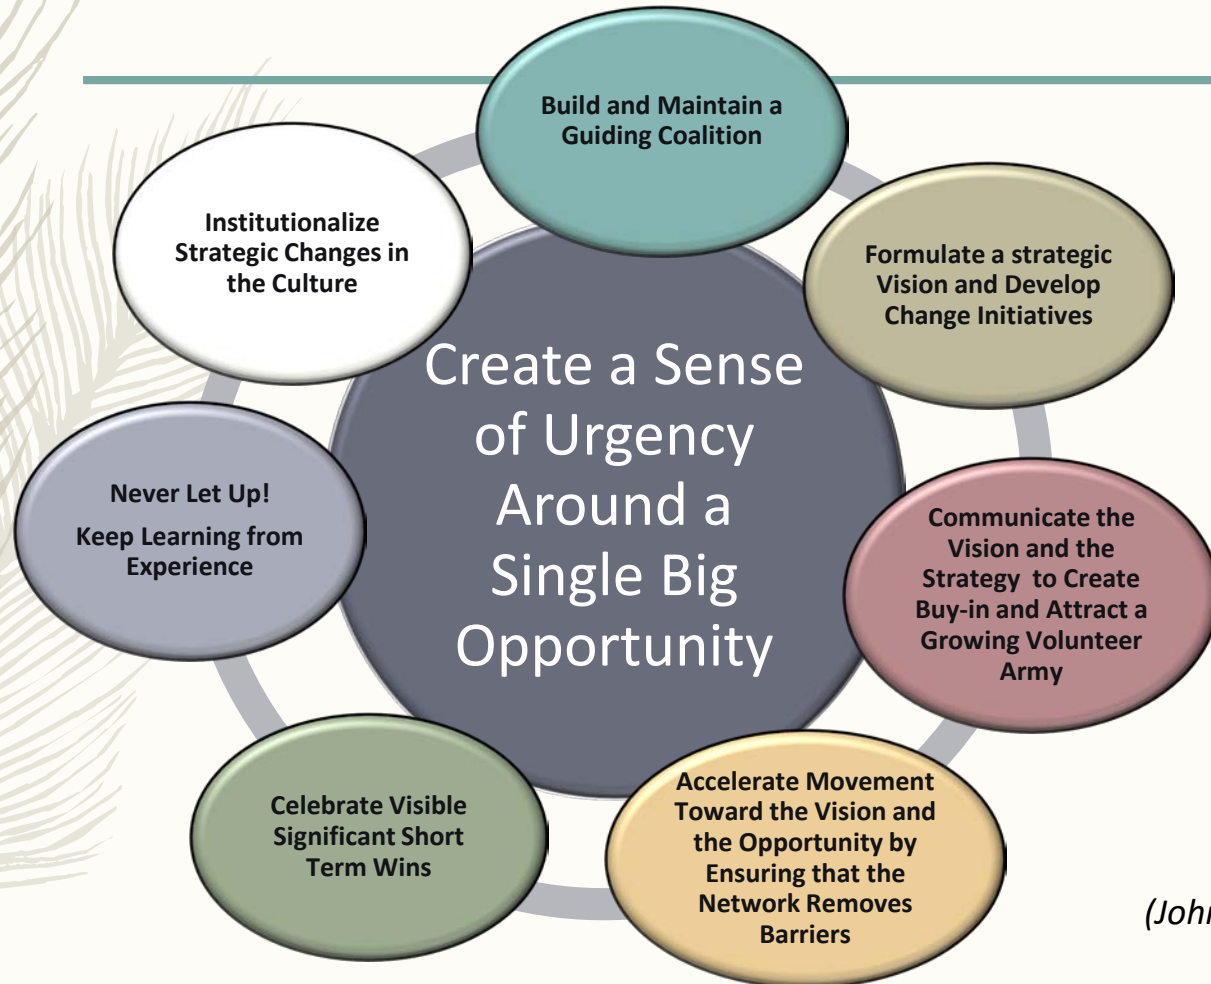 Build and Maintain a
Guiding Coalition
Formulate a strategic
Vision and Develop
Change Initiatives
Communicate the
Vision and the
Strategy  to Create
Buy-in and Attract a
Growing Volunteer
Army
Accelerate Movement
Toward the Vision and
the Opportunity by
Ensuring that the
Network Removes
Barriers
Celebrate Visible
Significant Short
Term Wins
Never Let Up!
Keep Learning from
Experience
Institutionalize
Strategic Changes in
the Culture
Create a Sense
of Urgency
Around a
Single Big
Opportunity